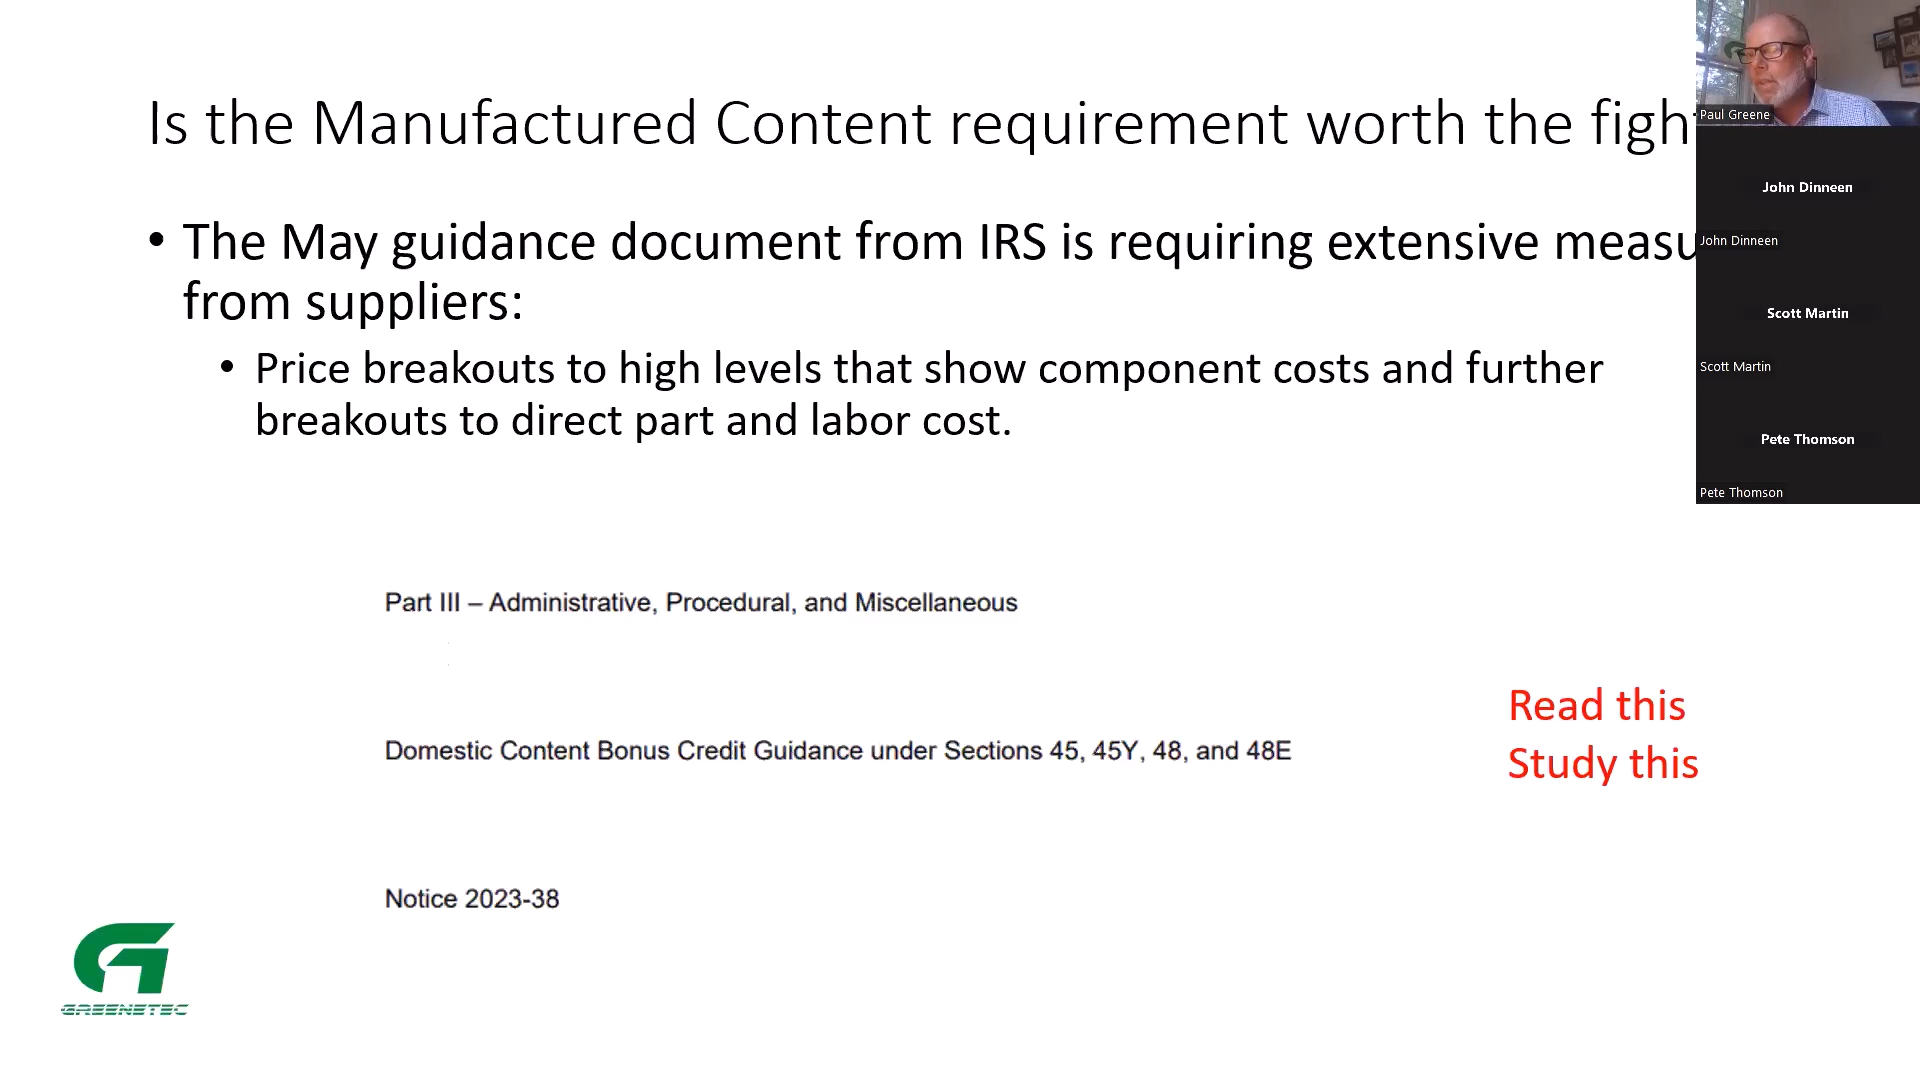 Is the Manufactured Content requirement worth the figh
• The May guidance document from IRS is requiring extensive measu
from suppliers:
• Price breakouts to high levels that show component costs and further
breakouts to direct part and labor cost.
Part III – Administrative, Procedural, and Miscellaneous
Domestic Content Bonus Credit Guidance under Sections 45, 45Y, 48, and 48E
Notice 2023-38
Read this
Study this
GREENETEC
Paul Greene
John Dinneen
John Dinneen
Scott Martin
Scott Martin
Pete Thomson
Pete Thomson